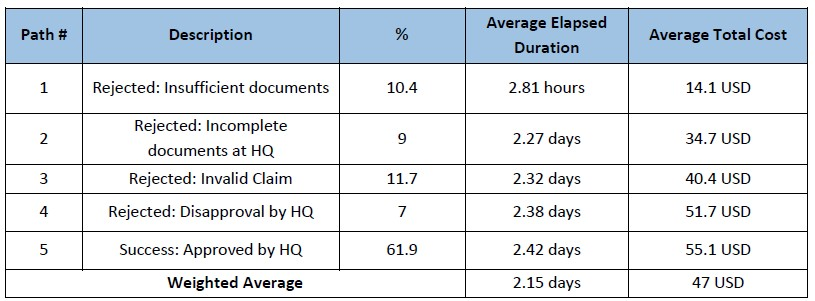 Path # Description % Average Elapsed Duration Average Total Cost
1 Rejected: Insufficient documents 10.4 2.81 hours 14.1 USD
2 Rejected: Incomplete documents at HQ 9 2.27 days 34.7 USD
3 Rejected: Invalid Claim 11.7 2.32 days 40.4 USD
4 Rejected: Disapproval by HQ 7 2.38 days 51.7 USD
5 Success: Approved by HQ 61.9 2.42 days 55.1 USD
Weighted Average 2.15 days 47 USD